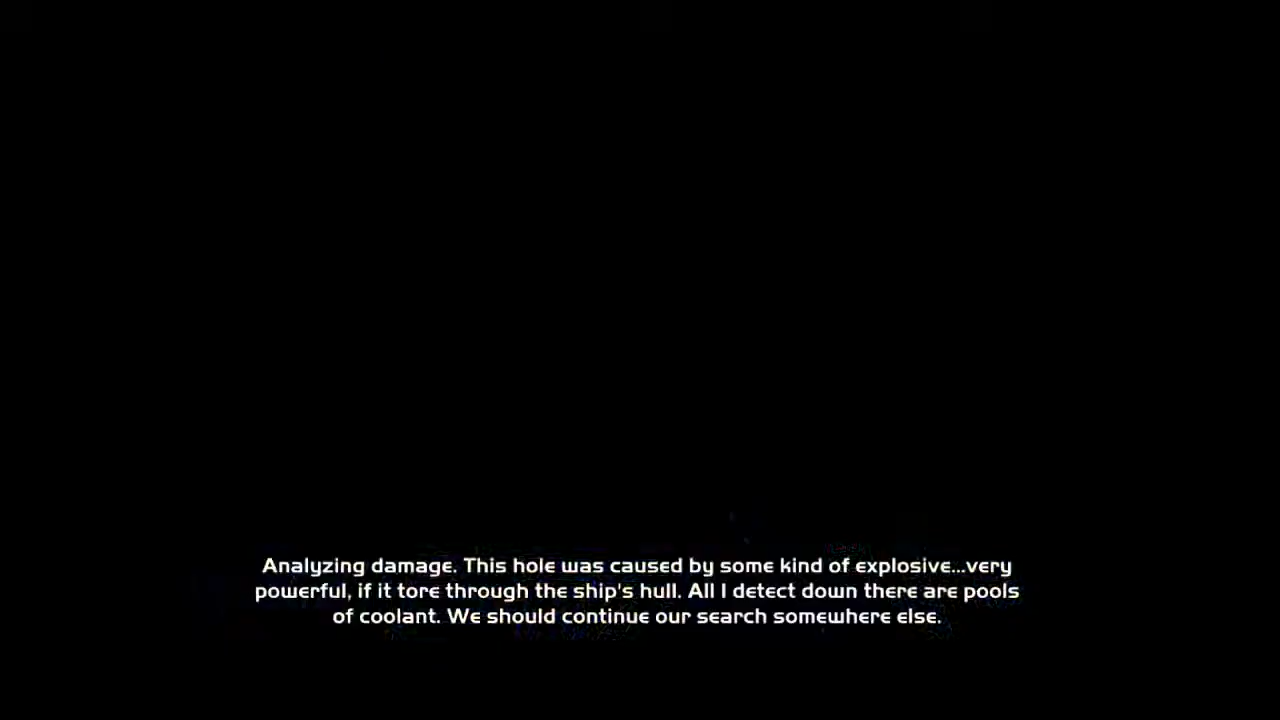 Analyzing damage. This hole was caused by some kind of explosive...very
powerful, if it tore through the ship's hull. All I detect down there are pools
of coolant. We should continue our search somewhere else.